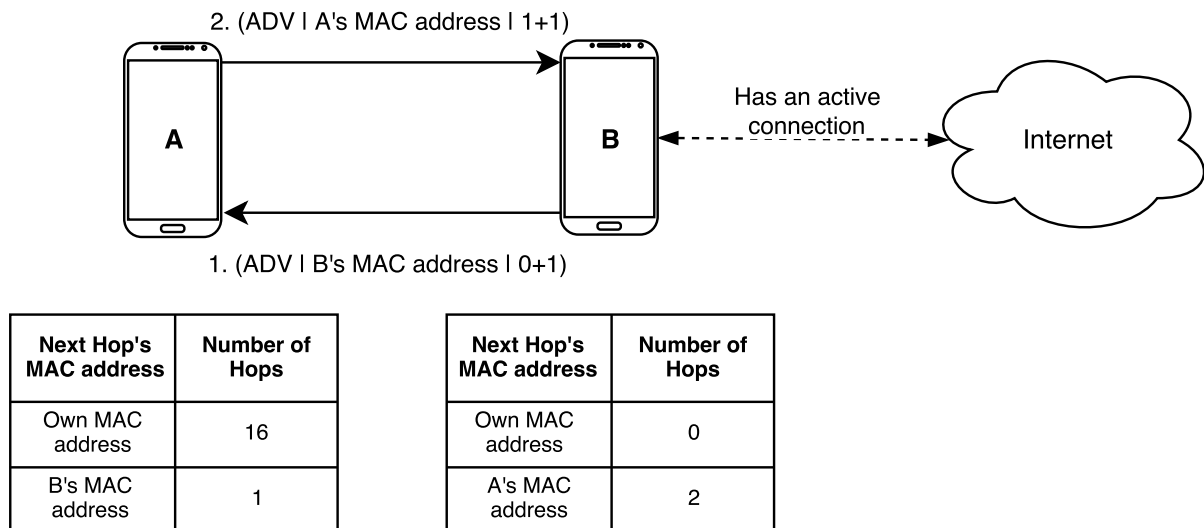 2. (ADV | A's MAC address | 1+1)
A
B
Has an active
connection
Internet
1. (ADV | B's MAC address | 0+1)
Next Hop's
MAC address
Number of
Hops
Own MAC
address
16
B's MAC
address
1
Next Hop's
MAC address
Number of
Hops
Own MAC
address
0
A's MAC
address
2